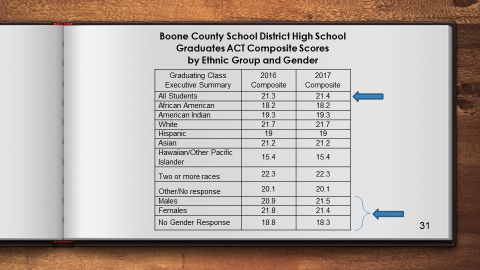 Boone County School District High School
Graduates ACT Composite Scores
by Ethnic Group and Gender
Graduating Class Executive Summary 2016 Composite 2017 Composite
All Students 21.3 21.4
African American 18.2 18.2
American Indian 19.3 19.3
White 21.7 21.7
Hispanic 19 19
Asian 21.2 21.2
Hawaiian/Other Pacific Islander 15.4 15.4
Two or more races 22.3 22.3
Other/No response 20.1 20.1
Males 20.9 21.5
Females 21.8 21.4
No Gender Response 18.8 18.3
31